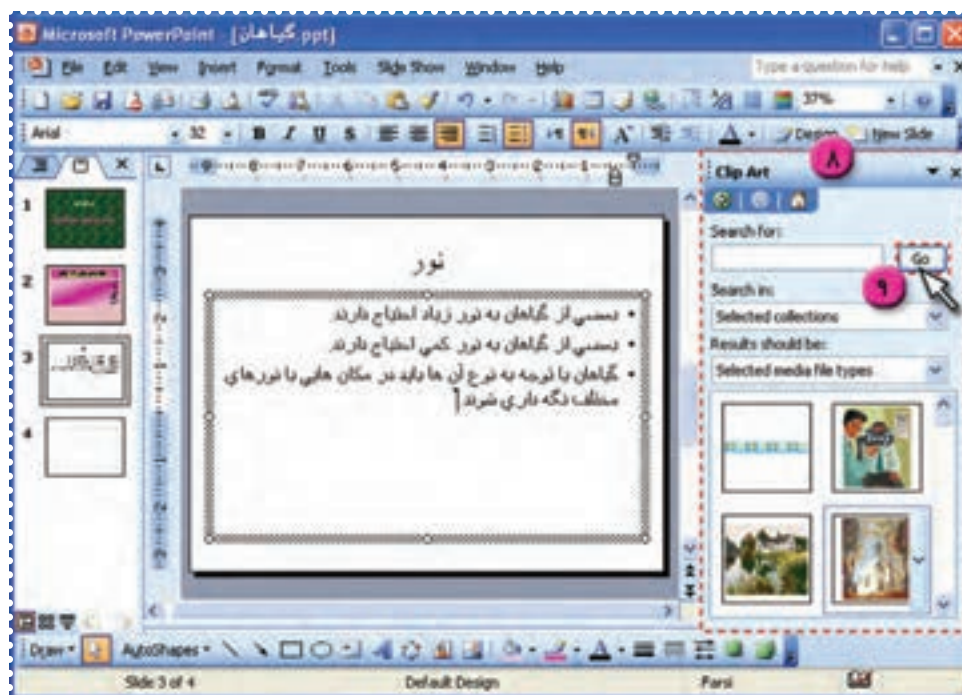 Microsoft PowerPoint - [گیاهان.ppt]
File Edit View Insert Format Tools Slide Show Window Help Type a question for help
37%
Arial 32 B I U S A A Design New Slide
۸
Clip Art
Search for:
Go
۹
Search in:
Selected collections
Results should be:
Selected media file types
1
2
3
4
نور
• بعضی از گیاهان به نور زیاد احتیاج دارند
• بعضی از گیاهان به نور کمی احتیاج دارند
• گیاهان با توجه به نوع آن ها باید در مکان هایی با نورهای
مختلف نگه داری شوند
Draw AutoShapes A
Slide 3 of 4 Default Design Farsi